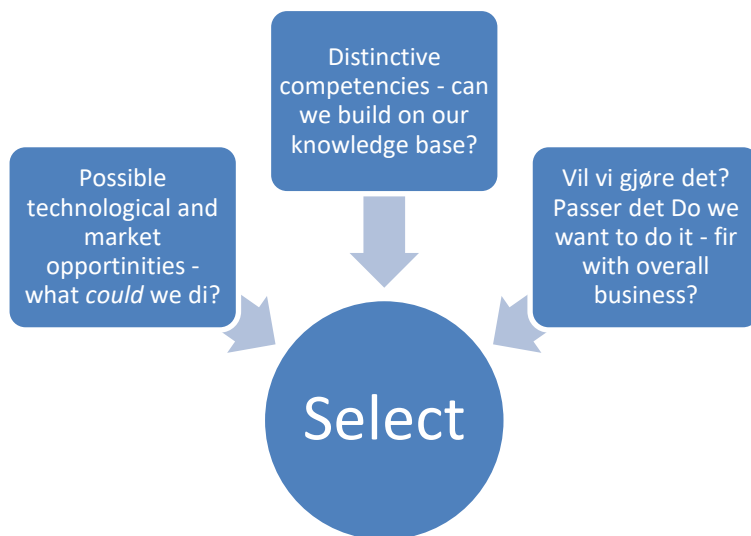 Distinctive
competencies - can
we build on our
knowledge base?
Possible
technological and
market
opportinities -
what could we di?
Vil vi gjøre det?
Passer det Do we
want to do it - fir
with overall
business?
Select